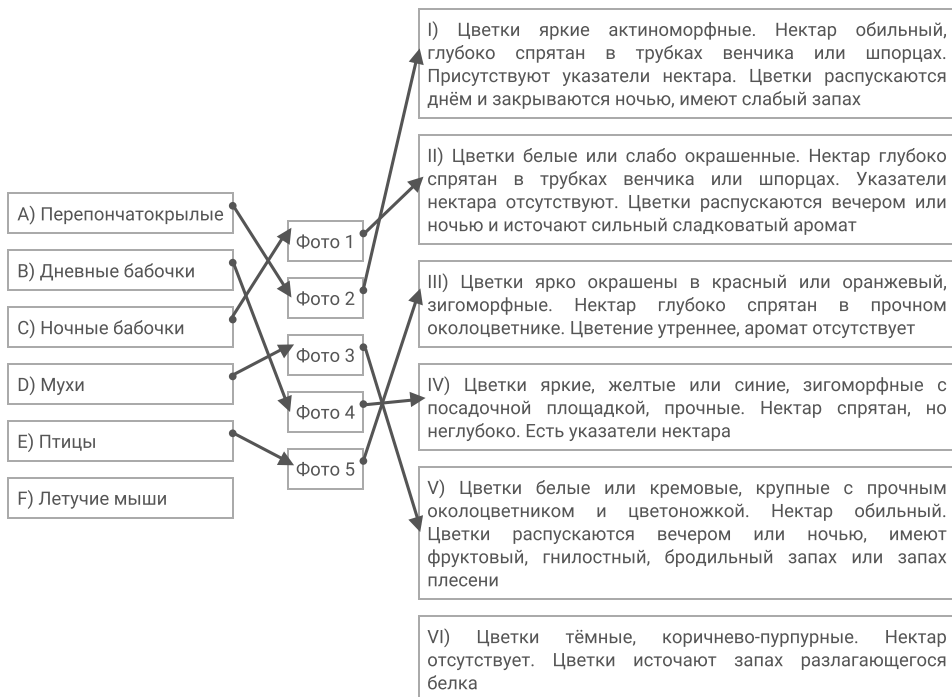 A) Перепончатокрылые
B) Дневные бабочки
C) Ночные бабочки
D) Мухи
E) Птицы
F) Летучие мыши
Фото 1
Фото 2
Фото 3
Фото 4
Фото 5
I) Цветки яркие актиноморфные. Нектар обильный,
глубоко спрятан в трубках венчика или шпорцах.
Присутствуют указатели нектара. Цветки распускаются
днём и закрываются ночью, имеют слабый запах
II) Цветки белые или слабо окрашенные. Нектар глубоко
спрятан в трубках венчика или шпорцах. Указатели
нектара отсутствуют. Цветки распускаются вечером или
ночью и источают сильный сладковатый аромат
III) Цветки ярко окрашены в красный или оранжевый,
зигоморфные. Нектар глубоко спрятан в прочном
околоцветнике. Цветение утреннее, аромат отсутствует
IV) Цветки яркие, желтые или синие, зигоморфные с
посадочной площадкой, прочные. Нектар спрятан, но
неглубоко. Есть указатели нектара
V) Цветки белые или кремовые, крупные с прочным
околоцветником и цветоножкой. Нектар обильный.
Цветки распускаются вечером или ночью, имеют
фруктовый, гнилостный, бродильный запах или запах
плесени
VI) Цветки тёмные, коричнево-пурпурные. Нектар
отсутствует. Цветки источают запах разлагающегося
белка